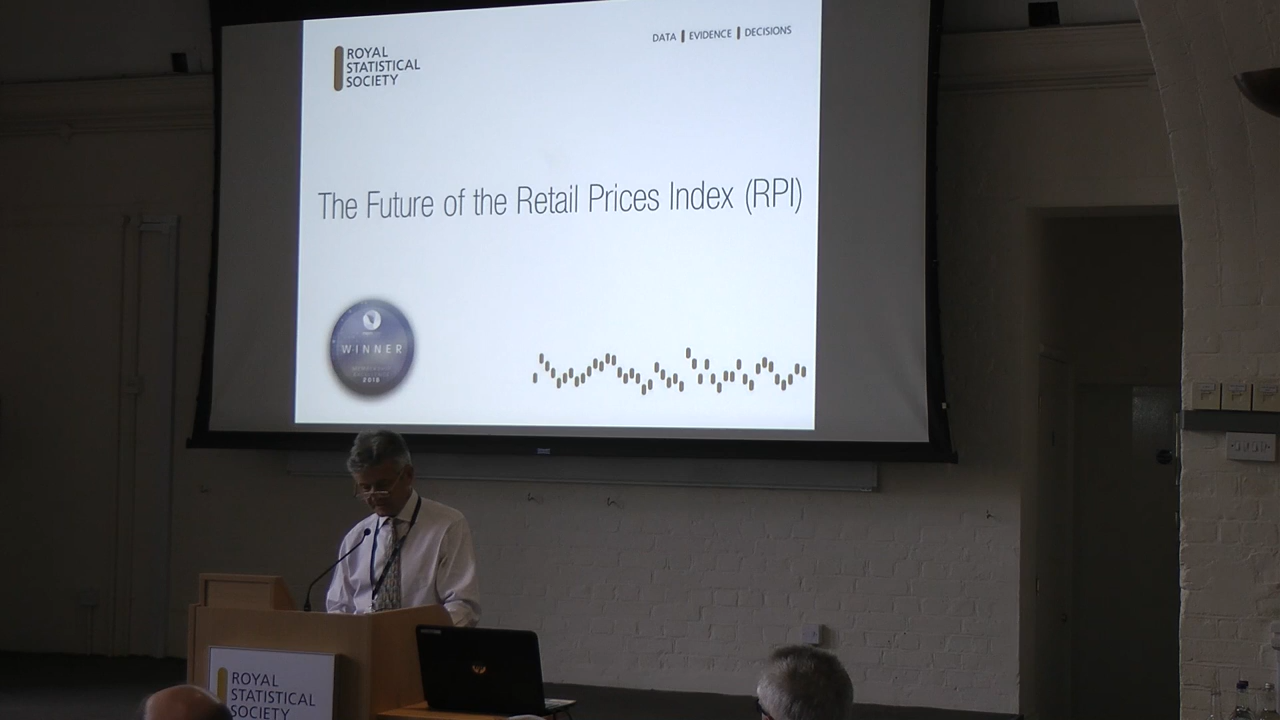 ROYAL
STATISTICAL
SOCIETY
DATA | EVIDENCE | DECISIONS
The Future of the Retail Prices Index (RPI)
WINNER
2018
ROYAL
STATISTICAL
SOCIETY